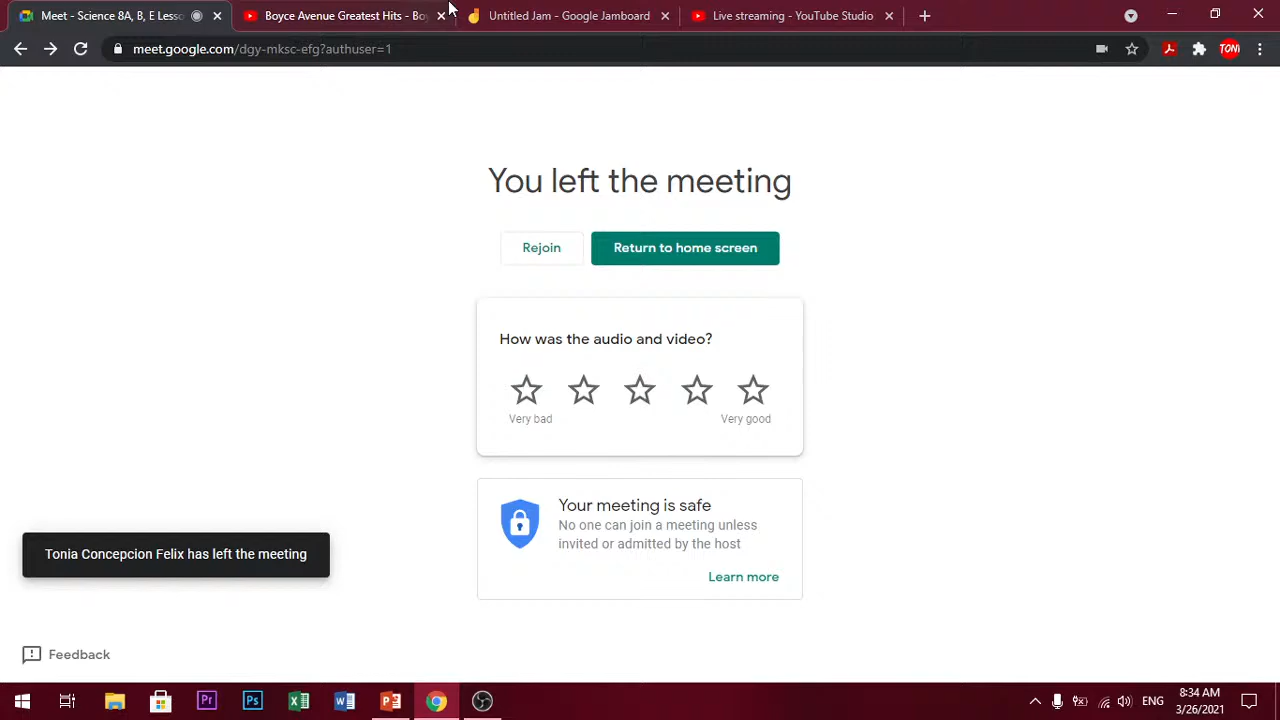 Meet - Science 8A, B, E Lesso
Boyce Avenue Greatest Hits - Bo
Untitled Jam - Google Jamboard
Live streaming - YouTube Studio
meet.google.com/dgy-mksc-efg?authuser=1
TONI
You left the meeting
Rejoin
Return to home screen
How was the audio and video?
Very bad
Very good
Your meeting is safe
No one can join a meeting unless
invited or admitted by the host
Learn more
Tonia Concepcion Felix has left the meeting
Feedback
Pr
Ps
ENG
8:34 AM
3/26/2021